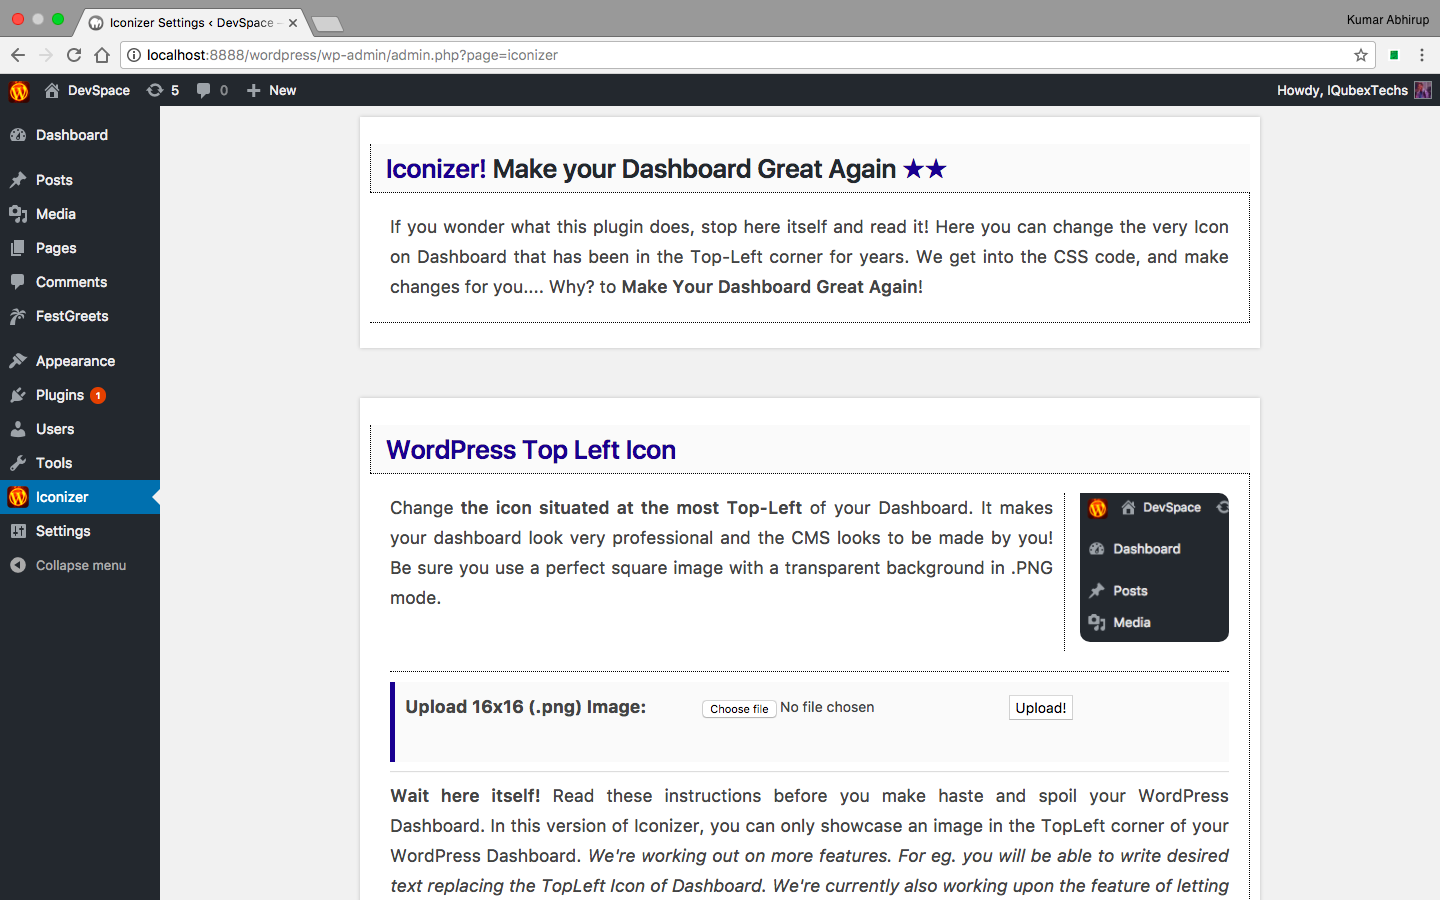 Iconizer Settings ‹ DevSpace –
Kumar Abhirup
localhost:8888/wordpress/wp-admin/admin.php?page=iconizer
DevSpace 5 0 New
Howdy, IQubexTechs
Dashboard
Posts
Media
Pages
Comments
FestGreets
Appearance
Plugins 1
Users
Tools
Iconizer
Settings
Collapse menu
Iconizer! Make your Dashboard Great Again ★★
If you wonder what this plugin does, stop here itself and read it! Here you can change the very Icon
on Dashboard that has been in the Top-Left corner for years. We get into the CSS code, and make
changes for you.... Why? to Make Your Dashboard Great Again!
WordPress Top Left Icon
Change the icon situated at the most Top-Left of your Dashboard. It makes
your dashboard look very professional and the CMS looks to be made by you!
Be sure you use a perfect square image with a transparent background in .PNG
mode.
DevSpace
Dashboard
Posts
Media
Upload 16x16 (.png) Image:
Choose file No file chosen
Upload!
Wait here itself! Read these instructions before you make haste and spoil your WordPress
Dashboard. In this version of Iconizer, you can only showcase an image in the TopLeft corner of your
WordPress Dashboard. We're working out on more features. For eg. you will be able to write desired
text replacing the TopLeft Icon of Dashboard. We're currently also working upon the feature of letting